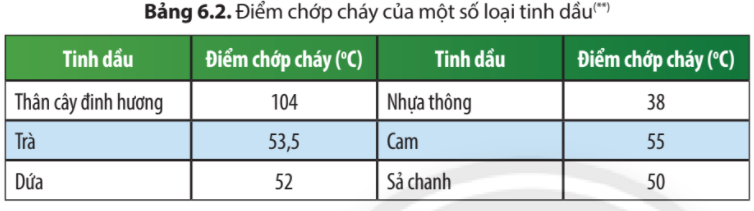 Bảng 6.2. Điểm chớp cháy của một số loại tinh dầu(**)
Tinh dầu Điểm chớp cháy (ºC) Tinh dầu Điểm chớp cháy (ºC)
Thân cây đinh hương 104 Nhựa thông 38
Trà 53,5 Cam 55
Dứa 52 Sả chanh 50